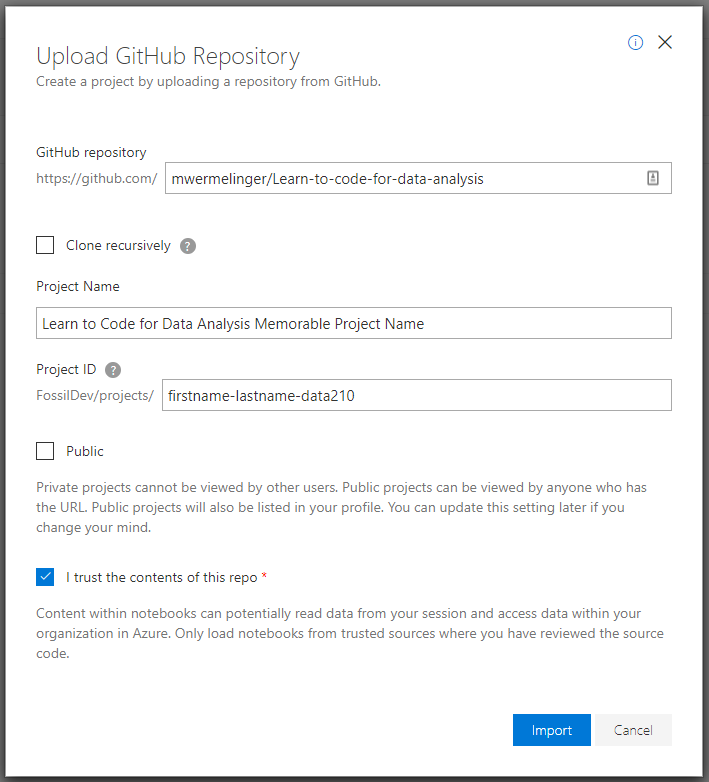 Upload GitHub Repository
Create a project by uploading a repository from GitHub.
GitHub repository
https://github.com/ mwermelinger/Learn-to-code-for-data-analysis
Clone recursively ?
Project Name
Learn to Code for Data Analysis Memorable Project Name
Project ID ?
FossilDev/projects/ firstname-lastname-data210
Public
Private projects cannot be viewed by other users. Public projects can be viewed by anyone who has
the URL. Public projects will also be listed in your profile. You can update this setting later if you
change your mind.
I trust the contents of this repo *
Content within notebooks can potentially read data from your session and access data within your
organization in Azure. Only load notebooks from trusted sources where you have reviewed the source
code.
Import Cancel